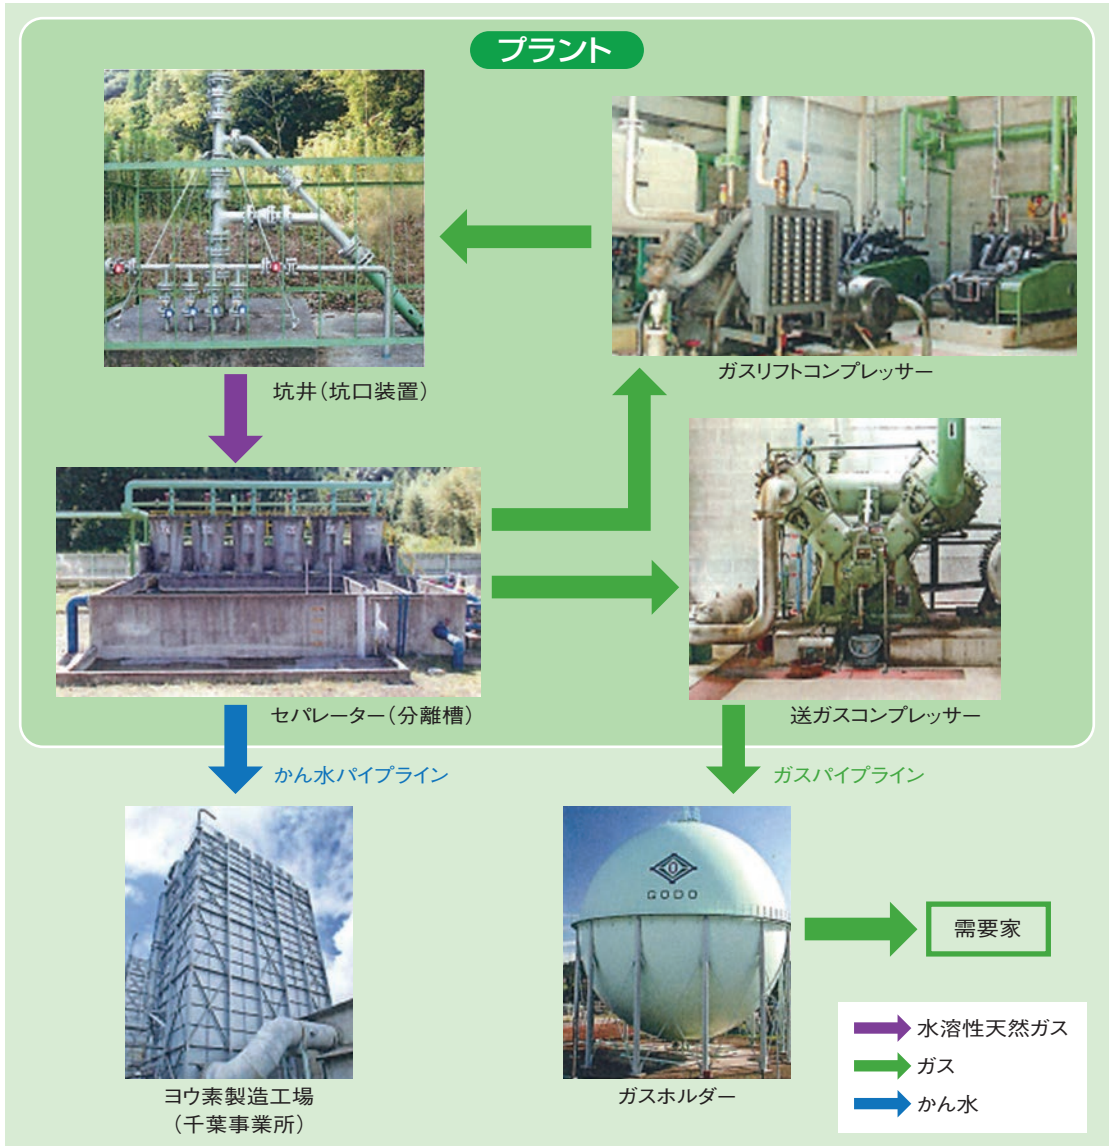 プラント
坑井(坑口装置)
ガスリフトコンプレッサー
セパレーター(分離槽)
送ガスコンプレッサー
かん水パイプライン
ガスパイプライン
GODO
需要家
ヨウ素製造工場
(千葉事業所)
ガスホルダー
水溶性天然ガス
ガス
かん水